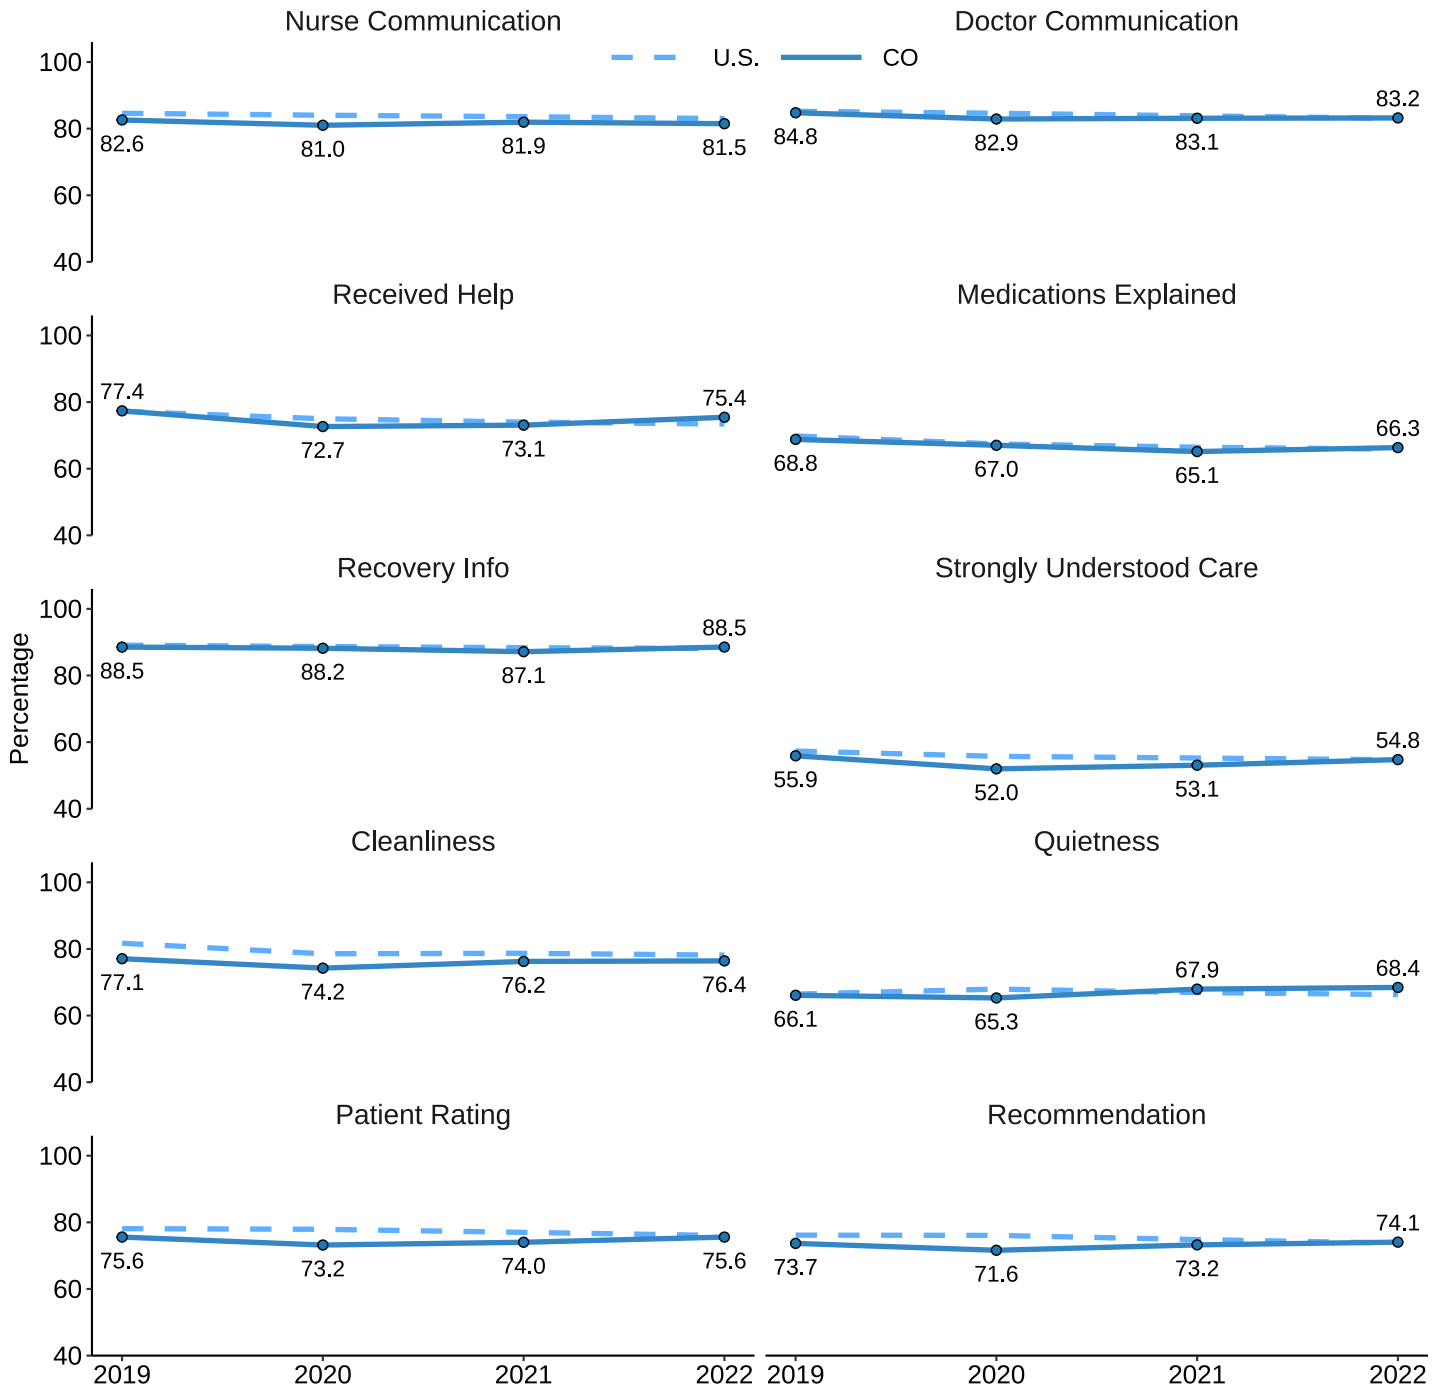 Nurse Communication
Doctor Communication
U.S. CO
100
80
60
40
82.6 81.0 81.9 81.5
84.8 82.9 83.1 83.2
Received Help
Medications Explained
100
80
60
40
77.4 72.7 73.1 75.4
68.8 67.0 65.1 66.3
Recovery Info
Strongly Understood Care
100
80
60
40
88.5 88.2 87.1 88.5
55.9 52.0 53.1 54.8
Percentage
Cleanliness
Quietness
100
80
60
40
77.1 74.2 76.2 76.4
66.1 65.3 67.9 68.4
Patient Rating
Recommendation
100
80
60
40
75.6 73.2 74.0 75.6
73.7 71.6 73.2 74.1
2019 2020 2021 2022 2019 2020 2021 2022